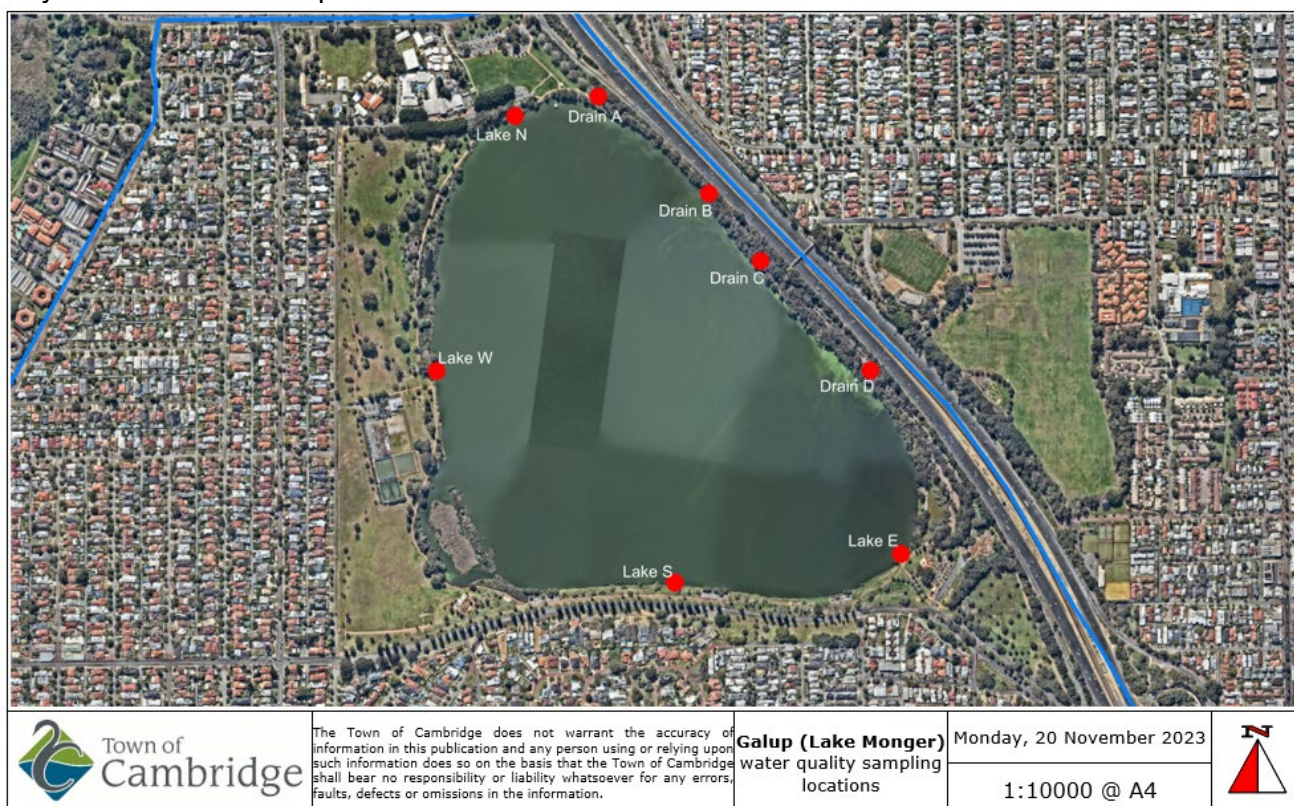 Lake N
Drain A
Drain B
Drain C
Lake W
Drain D
Lake E
Lake S
Town of
Cambridge
The Town of Cambridge does not warrant the accuracy of
information in this publication and any person using or relying upon
such information does so on the basis that the Town of Cambridge
shall bear no responsibility or liability whatsoever for any errors,
faults, defects or omissions in the information.
Galup (Lake Monger)
water quality sampling
locations
Monday, 20 November 2023
1:10000 @ A4
N